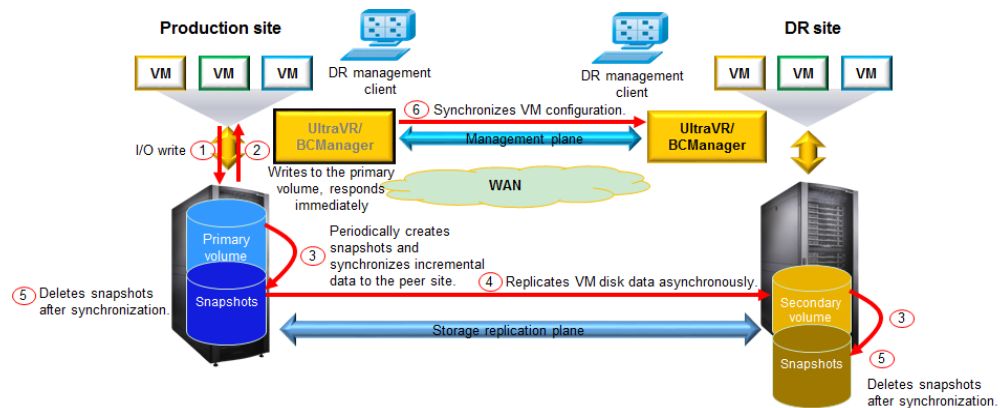 Production site
DR site
VM
VM
VM
DR management
client
DR management
client
VM
VM
VM
6 Synchronizes VM configuration.
UltraVR/
BCManager
Management plane
UltraVR/
BCManager
I/O write
1
2
Writes to the primary
volume, responds
immediately
WAN
Primary
volume
3
Periodically creates
snapshots and
synchronizes incremental
data to the peer site.
4 Replicates VM disk data asynchronously.
5 Deletes snapshots
after synchronization.
Snapshots
Secondary
volume
3
Storage replication plane
Snapshots
5
Deletes snapshots
after synchronization.